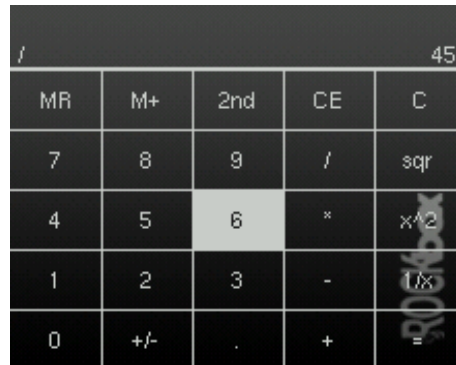 / 45
MR M+ 2nd CE C
7 8 9 / sqr
4 5 6 * x^2
1 2 3 - 1/x
0 +/- . + =
ROCKbox